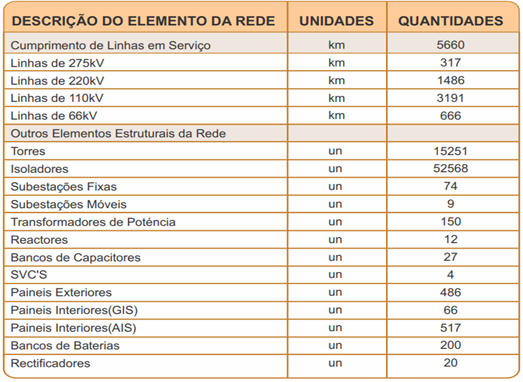 DESCRIÇÃO DO ELEMENTO DA REDE UNIDADES QUANTIDADES
Cumprimento de Linhas em Serviço km 5660
Linhas de 275kV km 317
Linhas de 220kV km 1486
Linhas de 110kV km 3191
Linhas de 66kV km 666
Outros Elementos Estruturais da Rede
Torres un 15251
Isoladores un 52568
Subestações Fixas un 74
Subestações Móveis un 9
Transformadores de Poténcia un 150
Reactores un 12
Bancos de Capacitores un 27
SVC'S un 4
Paineis Exteriores un 486
Paineis Interiores(GIS) un 66
Paineis Interiores(AIS) un 517
Bancos de Baterias un 200
Rectificadores un 20